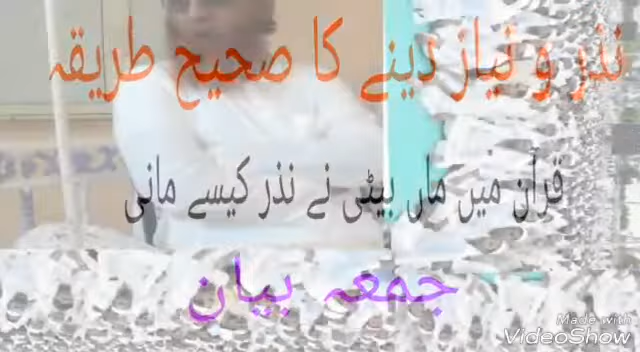 نذر و نیاز دینے کا صحیح طریقہ
قرآن میں ماں بیٹی نے نذر کیسے مانی
جمعہ بیان
Made with
VideoShow